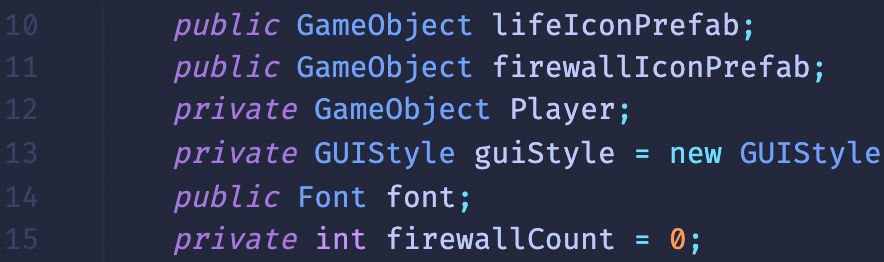 10 public GameObject lifeIconPrefab;
11 public GameObject firewallIconPrefab;
12 private GameObject Player;
13 private GUIStyle guiStyle = new GUIStyle
14 public Font font;
15 private int firewallCount = 0;